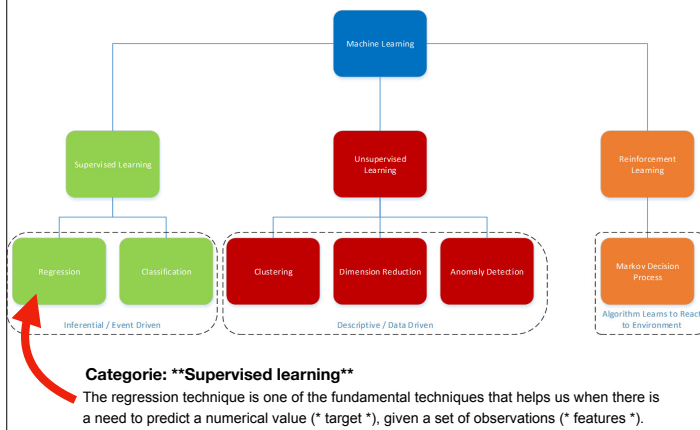 Machine Learning
Supervised Learning
Unsupervised
Learning
Reinforcement
Learning
Regression
Classification
Clustering
Dimension Reduction
Anomaly Detection
Markov Decision
Process
Inferential / Event Driven
Descriptive / Data Driven
Algorithm Learns to Reach
to Environment
Categorie: **Supervised learning**
The regression technique is one of the fundamental techniques that helps us when there is
a need to predict a numerical value (* target *), given a set of observations (* features *).